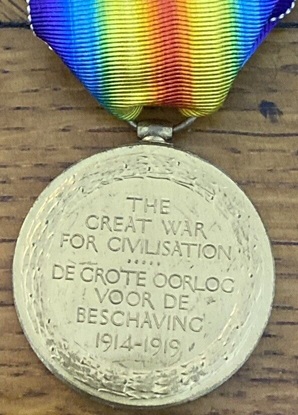 THE
GREAT WAR
FOR CIVILISATION
DE GROTE OORLOG
VOOR DE
BESCHAVING
1914-1919